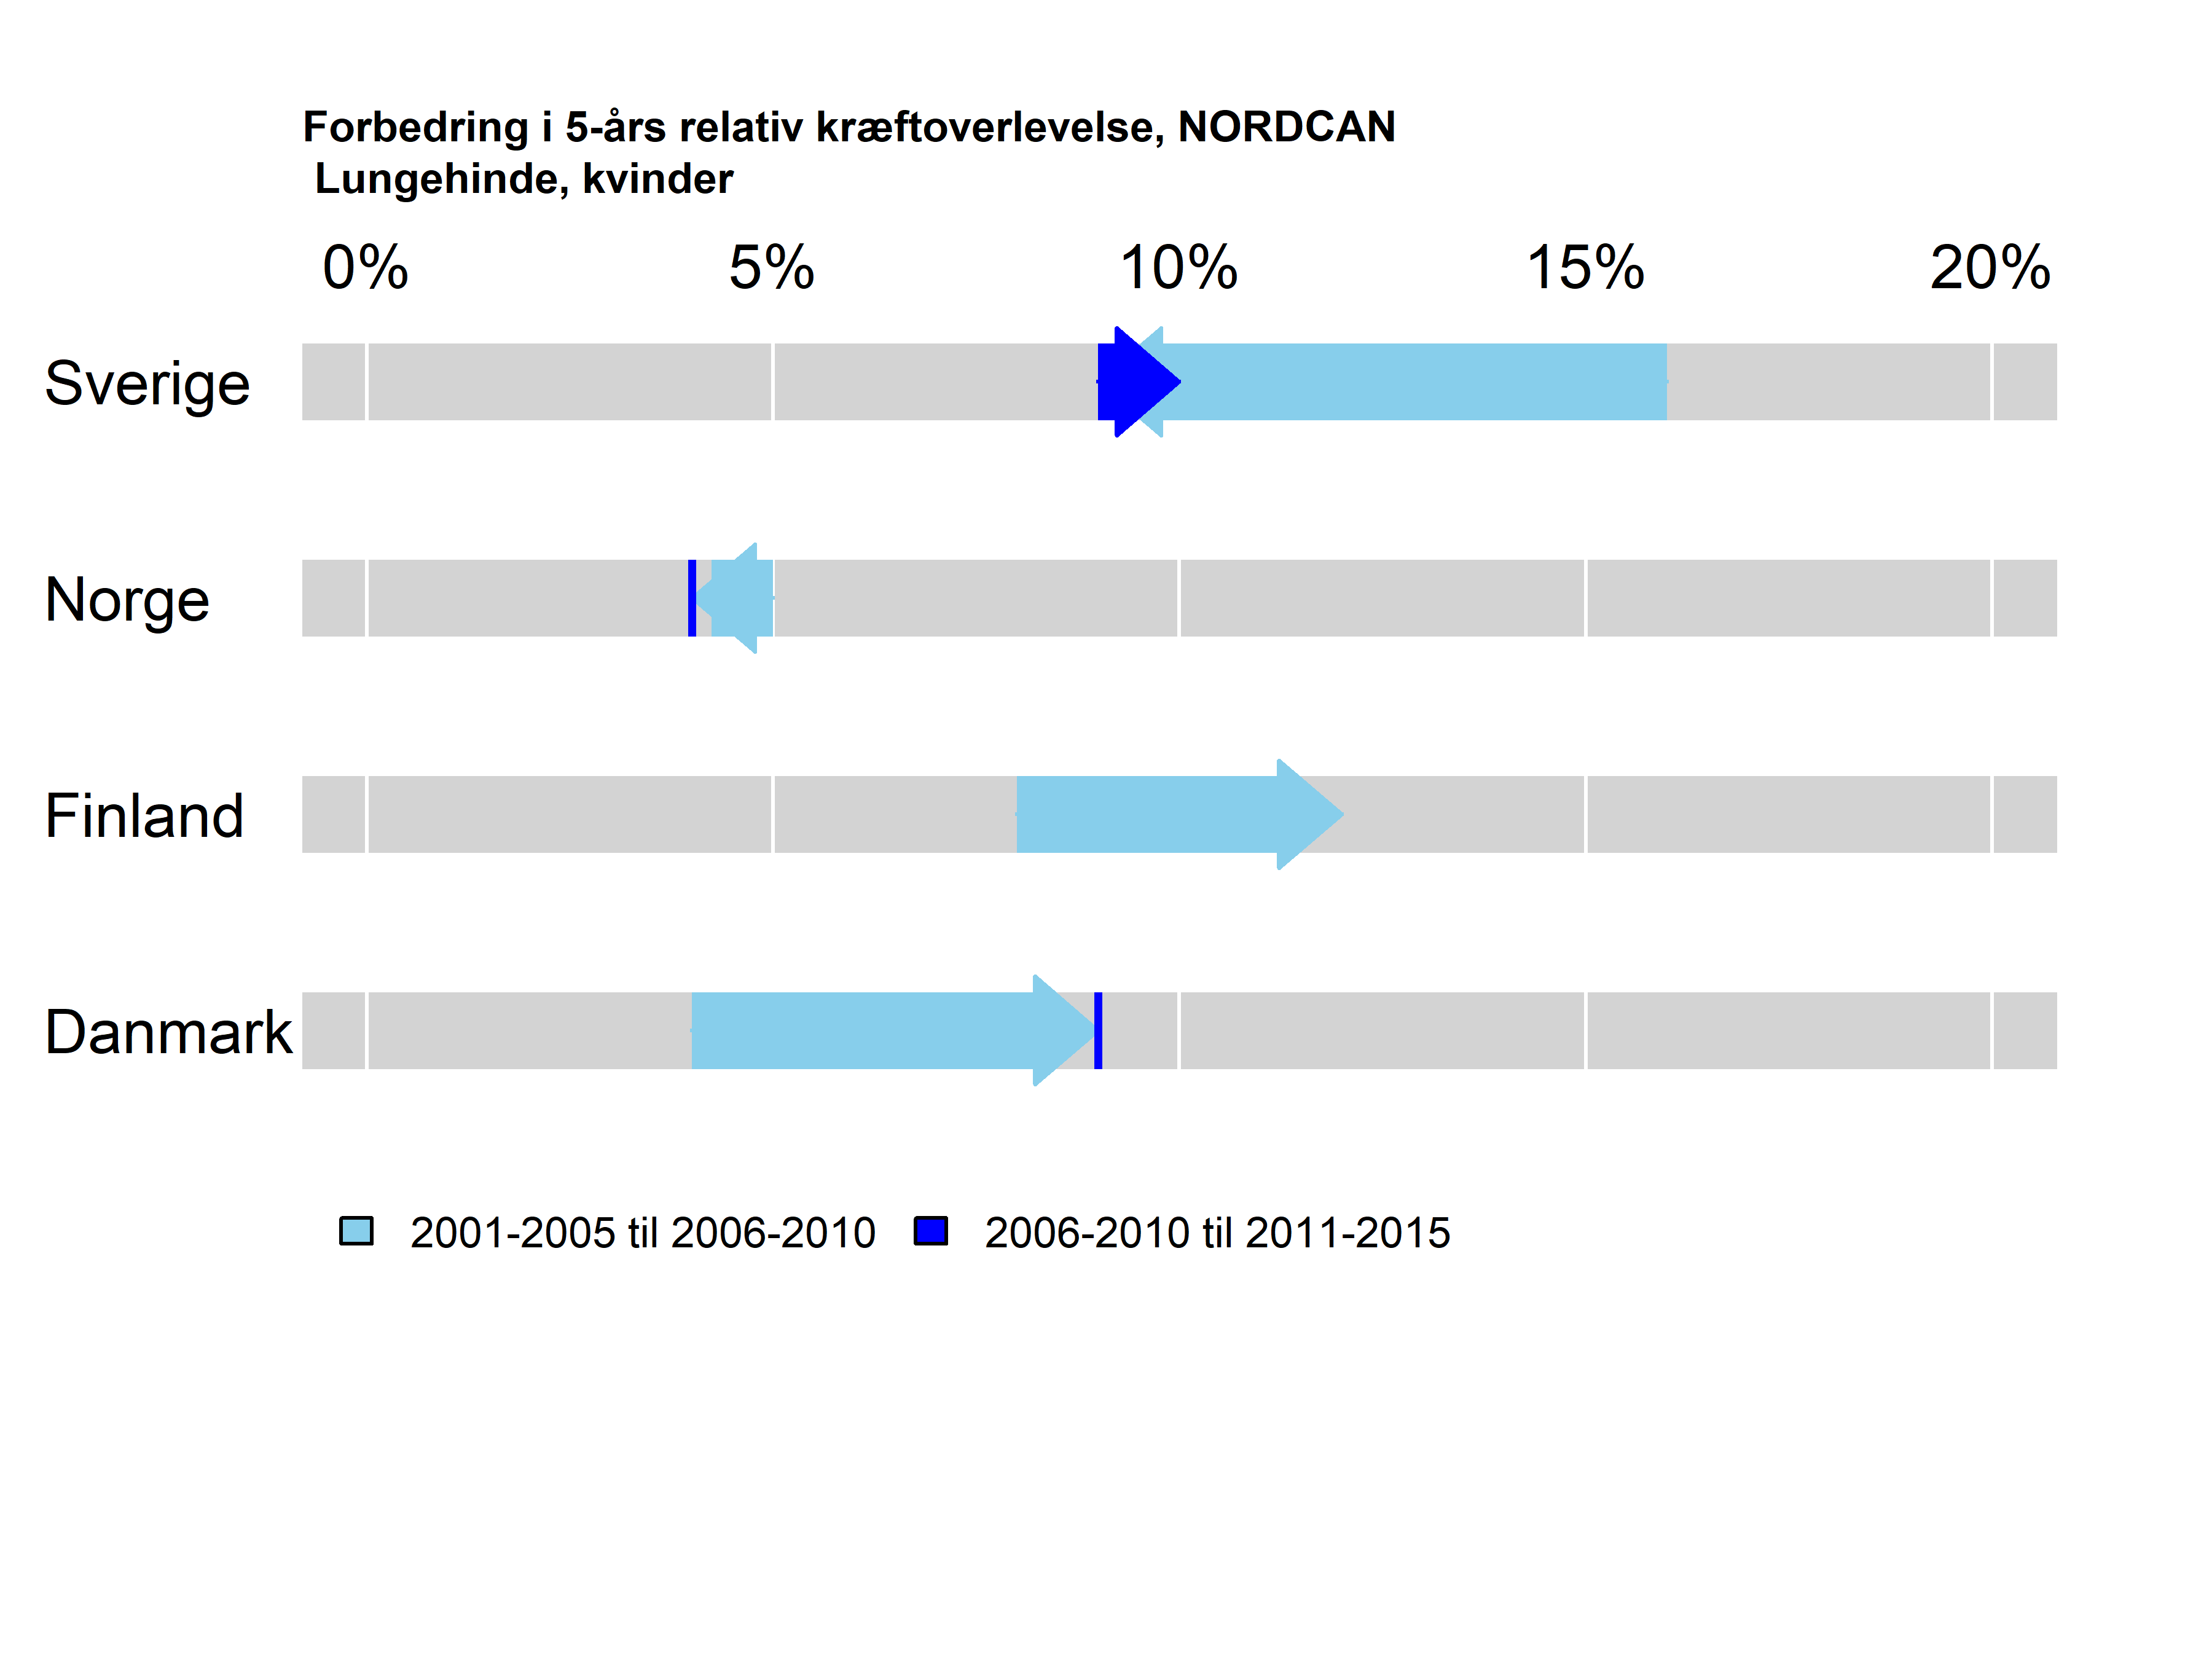 Forbedring i 5-års relativ kræftoverlevelse, NORDCAN
Lungehinde, kvinder
0% 5% 10% 15% 20%
Sverige
Norge
Finland
Danmark
2001-2005 til 2006-2010 2006-2010 til 2011-2015